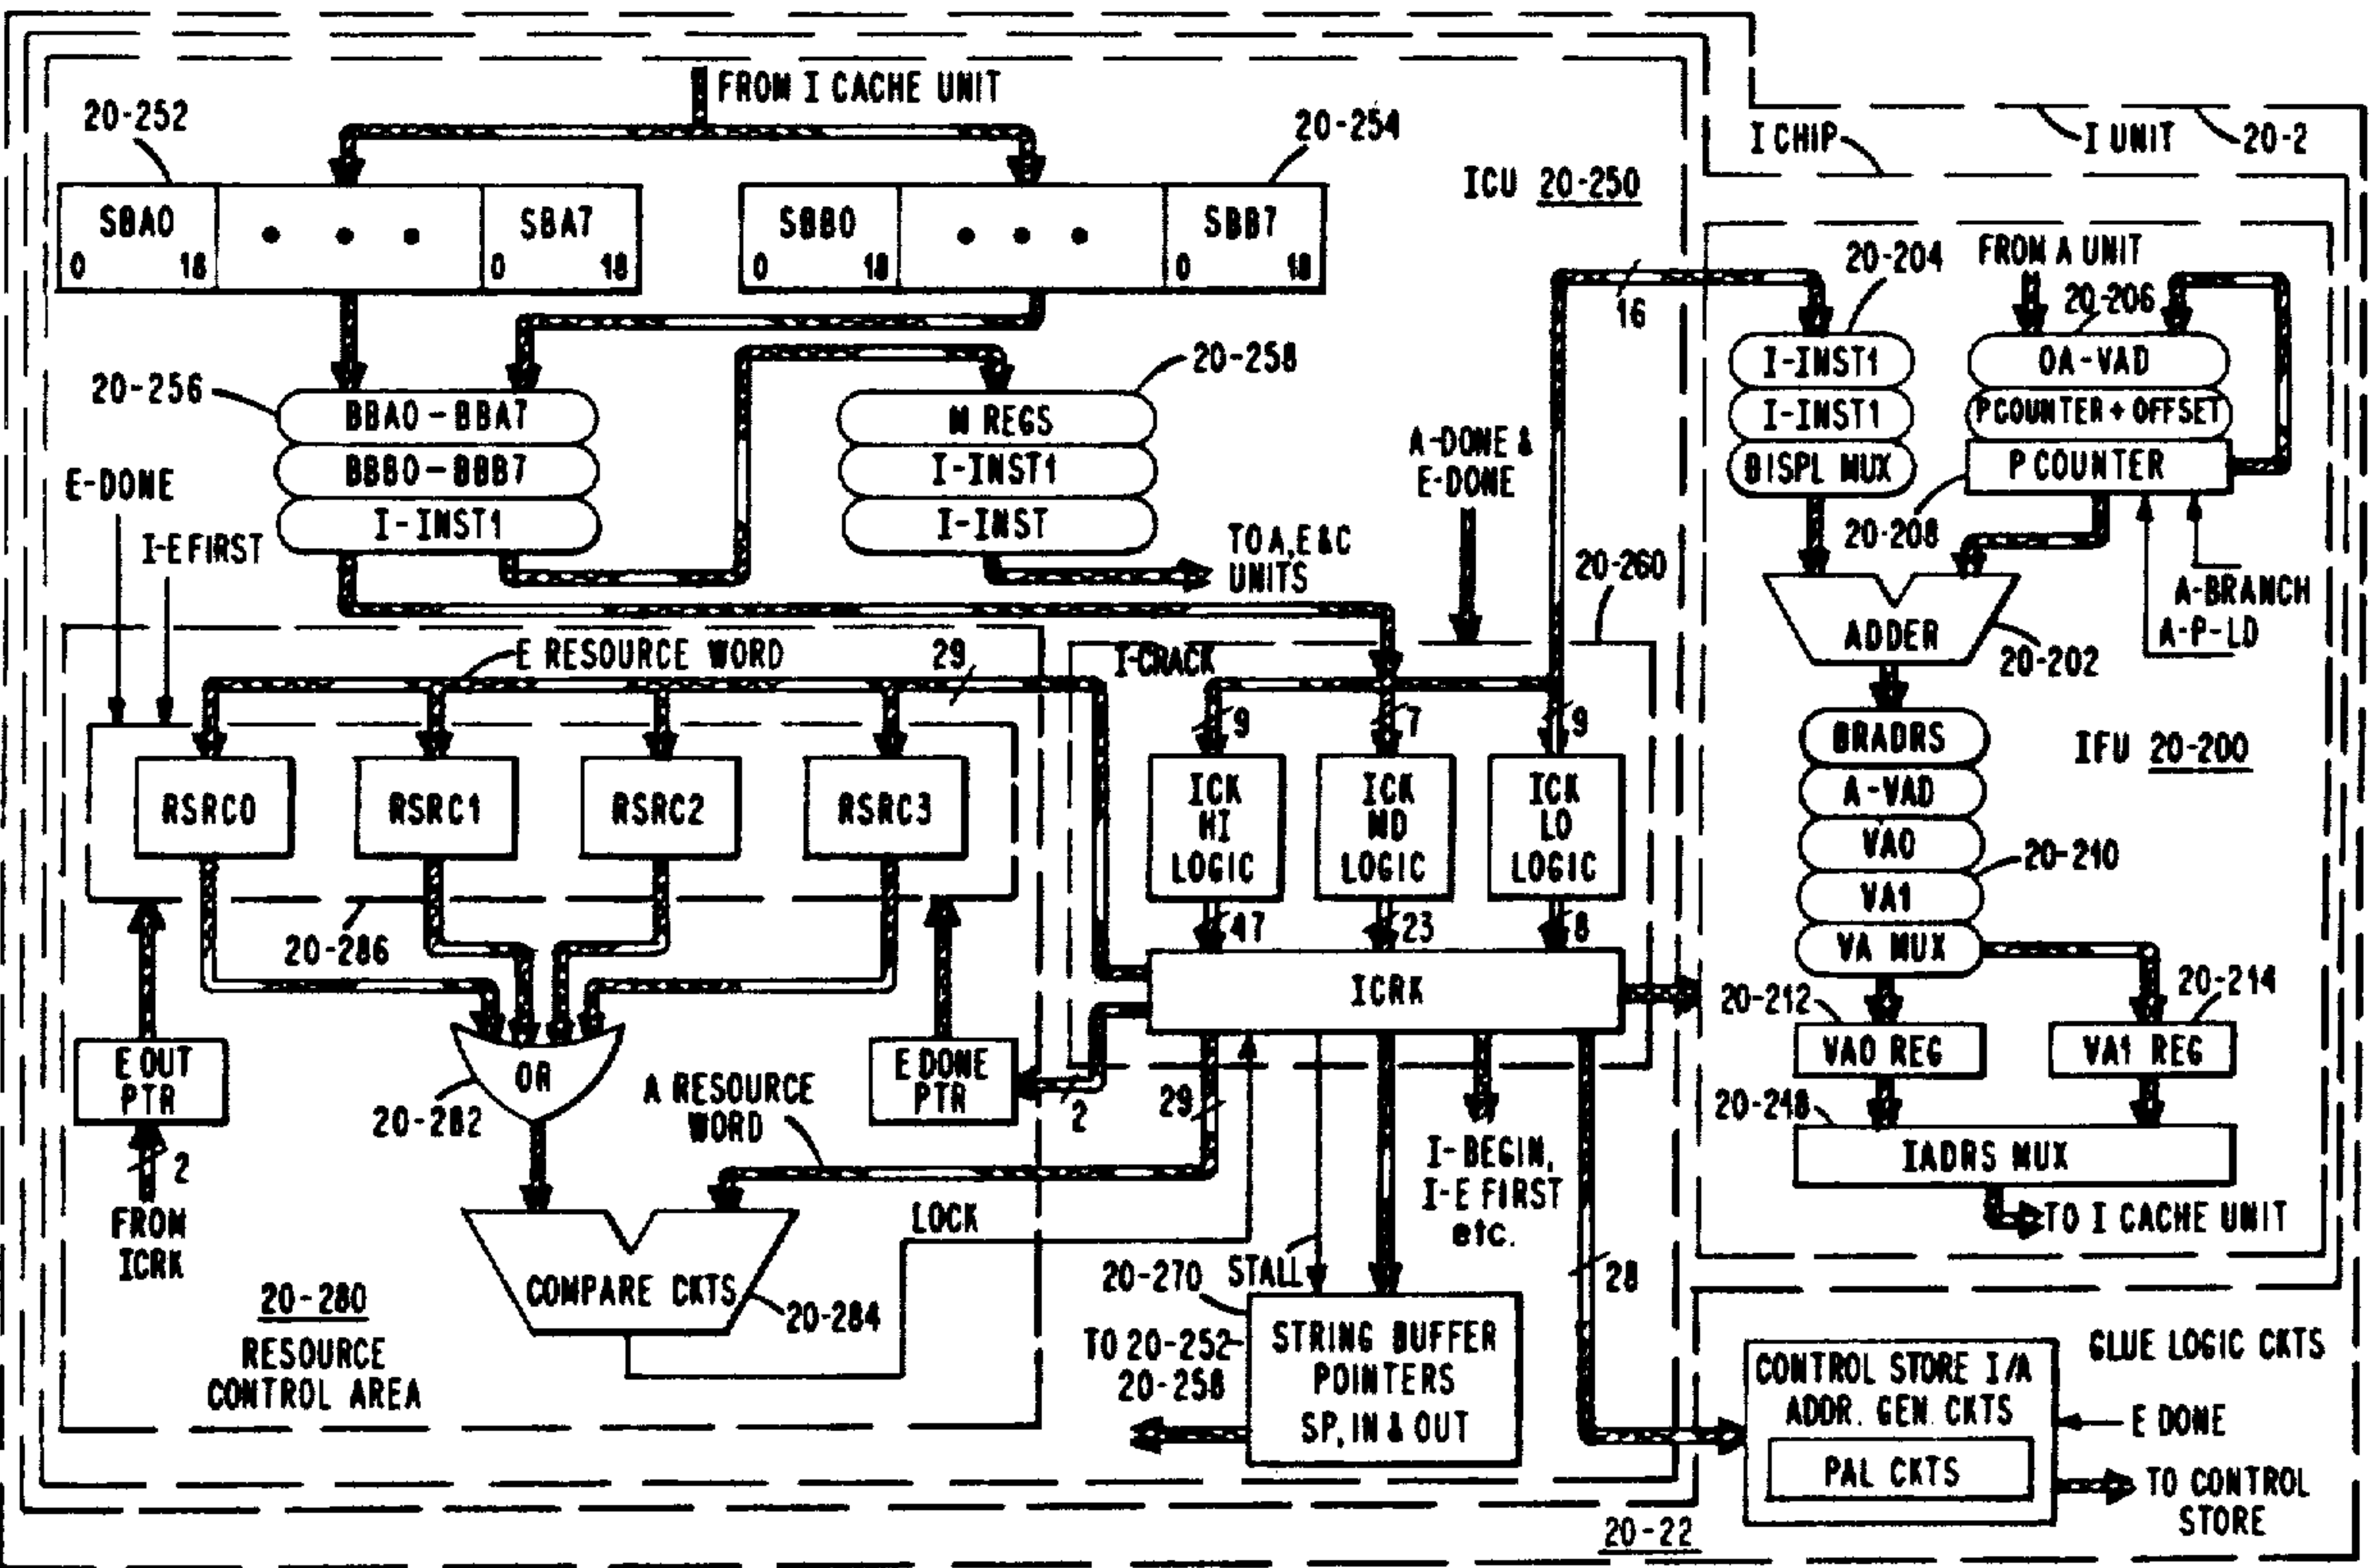 FROM I CACHE UNIT
20-252
20-254
I CHIP
I UNIT
20-2
ICU 20-250
SBA0
0 18
• • •
SBA7
0 18
SBB0
0 18
• • •
SBB7
0 18
20-204
FROM A UNIT
20-206
16
20-256
BBA0-BBA7
BBB0-BBB7
I-INST1
20-258
M REGS
I-INST1
I-INST
TO A, E & C
UNITS
A-DONE &
E-DONE
I-INST1
I-INST1
DISPL MUX
OA-VAD
PCOUNTER + OFFSET
P COUNTER
20-208
A-BRANCH
A-P-LD
ADDER
20-202
E-DONE
I-E FIRST
20-260
E RESOURCE WORD
29
I-CRACK
9
7
9
RSRC0
RSRC1
RSRC2
RSRC3
ICK
HI
LOGIC
ICK
MD
LOGIC
ICK
LO
LOGIC
BRADRS
A-VAD
VA0
VA1
VA MUX
IFU 20-200
20-210
20-286
47
23
8
ICRK
20-212
20-214
VA0 REG
VA1 REG
20-218
IADRS MUX
TO I CACHE UNIT
E OUT
PTR
2
FROM
ICRK
OR
20-282
E DONE
PTR
2
A RESOURCE
WORD
29
I-BEGIN,
I-E FIRST
etc.
LOCK
COMPARE CKTS
20-284
20-280
RESOURCE
CONTROL AREA
20-270
STALL
28
TO 20-252-
20-258
STRING BUFFER
POINTERS
SP, IN & OUT
GLUE LOGIC CKTS
CONTROL STORE I/A
ADDR. GEN. CKTS
PAL CKTS
E DONE
TO CONTROL
STORE
20-22